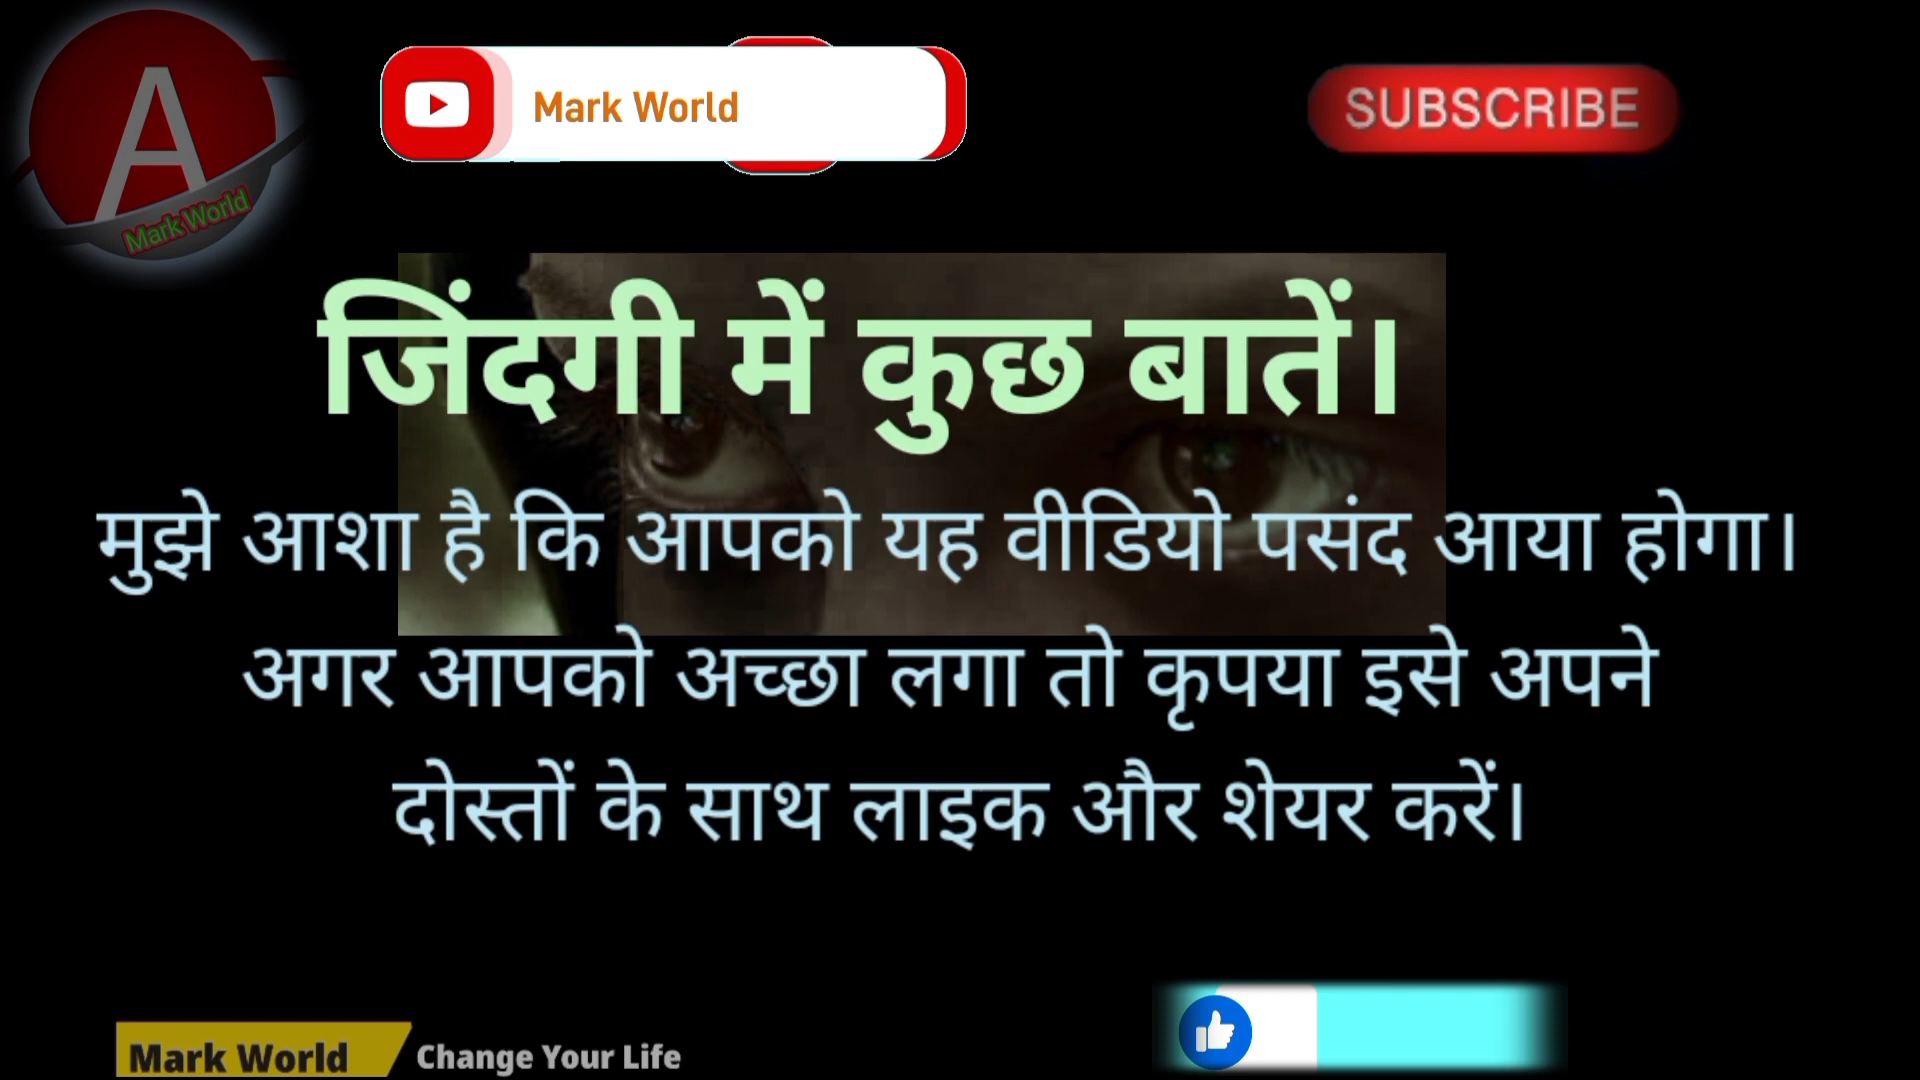 A
Mark World
Mark World
SUBSCRIBE
जिंदगी में कुछ बातें।
मुझे आशा है कि आपको यह वीडियो पसंद आया होगा।
अगर आपको अच्छा लगा तो कृपया इसे अपने
दोस्तों के साथ लाइक और शेयर करें।
Mark World
Change Your Life